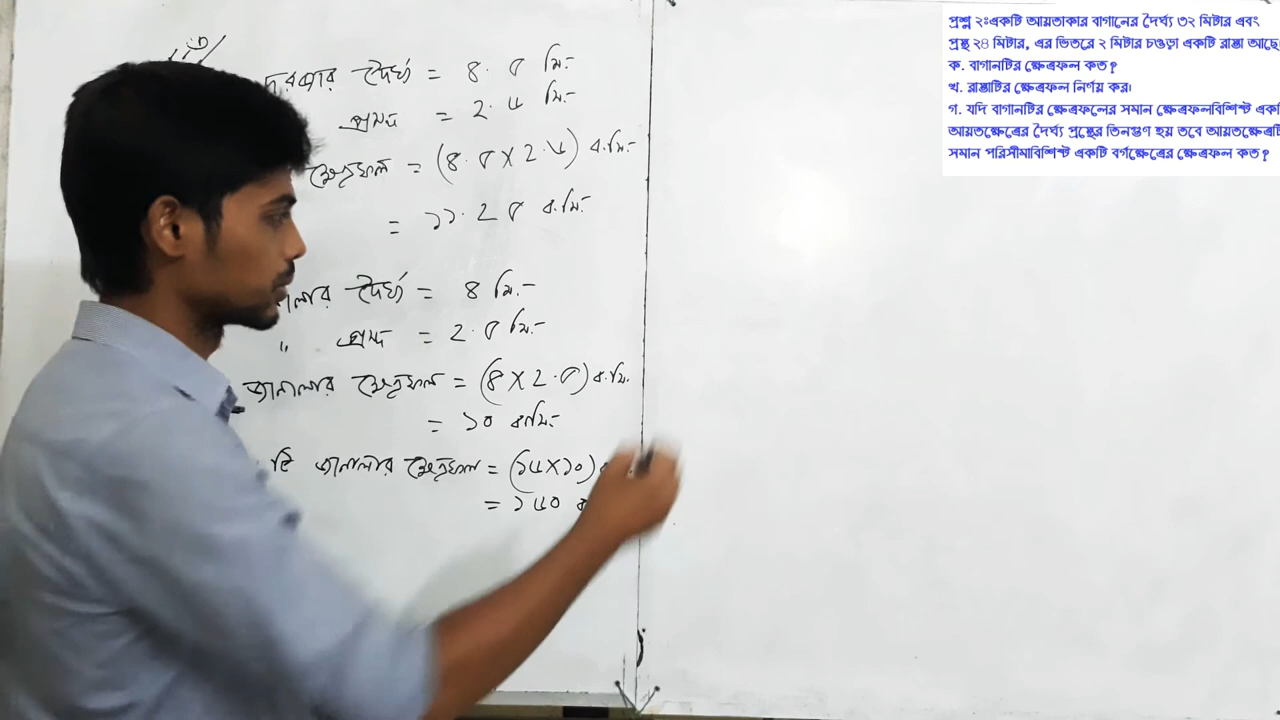 দরজার দৈর্ঘ্য = ৪.৫ মি.
প্রস্থ = ২.৫ মি.
ক্ষেত্রফল = (৪.৫ X ২.৫) ব.মি.
= ১১.২৫ ব.মি.
দৈর্ঘ্য = ৪ মি.
" প্রস্থ = ২.৫ মি.
জানালার ক্ষেত্রফল = (৪ X ২.৫) ব.মি.
= ১০ ব.মি.
টি জানালার ক্ষেত্রফল = (১৫X১০)
= ১৫০ ব
প্রশ্ন ২ঃএকটি আয়তাকার বাগানের দৈর্ঘ্য ৩২ মিটার এবং
প্রস্থ ২৪ মিটার, এর ভিতরে ২ মিটার চওড়া একটি রাস্তা আছে।
ক. বাগানটির ক্ষেত্রফল কত?
খ. রাস্তাটির ক্ষেত্রফল নির্ণয় কর।
গ. যদি বাগানটির ক্ষেত্রফলের সমান ক্ষেত্রফলবিশিষ্ট একটি
আয়তক্ষেত্রের দৈর্ঘ্য প্রস্থের তিনগুণ হয় তবে আয়তক্ষেত্রটি
সমান পরিসীমাবিশিষ্ট একটি বর্গক্ষেত্রের ক্ষেত্রফল কত?